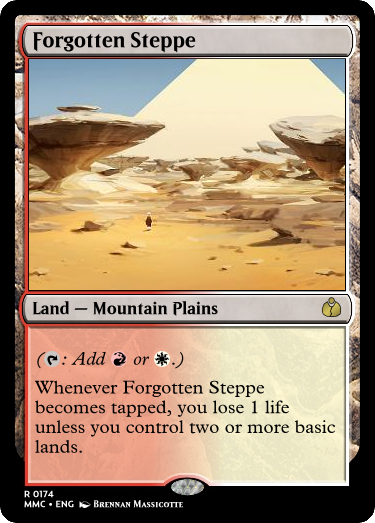 Forgotten Steppe
Land — Mountain Plains
(: Add or .)
Whenever Forgotten Steppe
becomes tapped, you lose 1 life
unless you control two or more basic
lands.
R 0174
MMC • ENG Brennan Massicotte